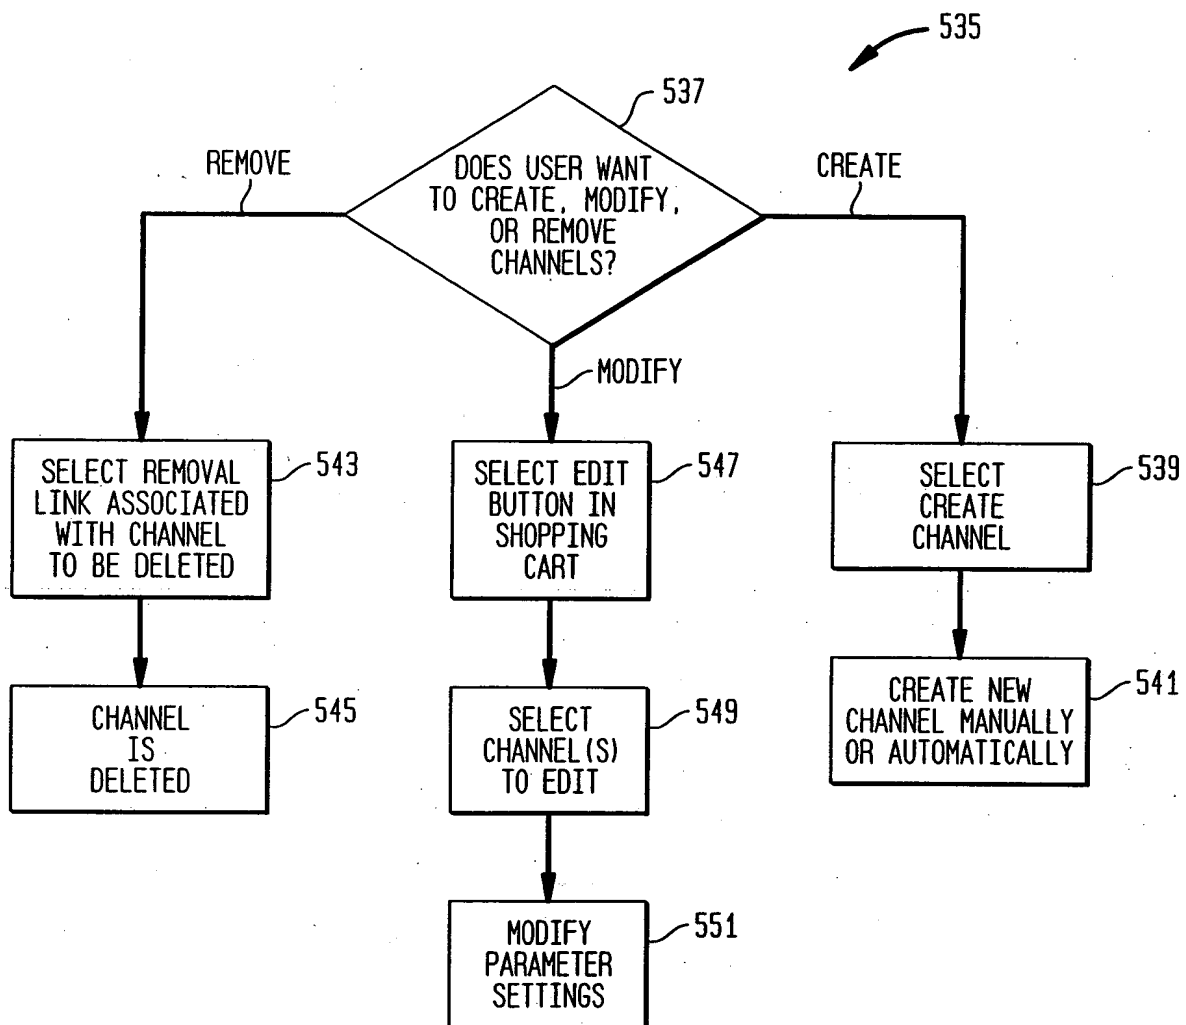 535
537
DOES USER WANT
TO CREATE, MODIFY,
OR REMOVE
CHANNELS?
REMOVE
CREATE
MODIFY
SELECT REMOVAL
LINK ASSOCIATED
WITH CHANNEL
TO BE DELETED
543
SELECT EDIT
BUTTON IN
SHOPPING
CART
547
SELECT
CREATE
CHANNEL
539
CHANNEL
IS
DELETED
545
SELECT
CHANNEL(S)
TO EDIT
549
CREATE NEW
CHANNEL MANUALLY
OR AUTOMATICALLY
541
MODIFY
PARAMETER
SETTINGS
551